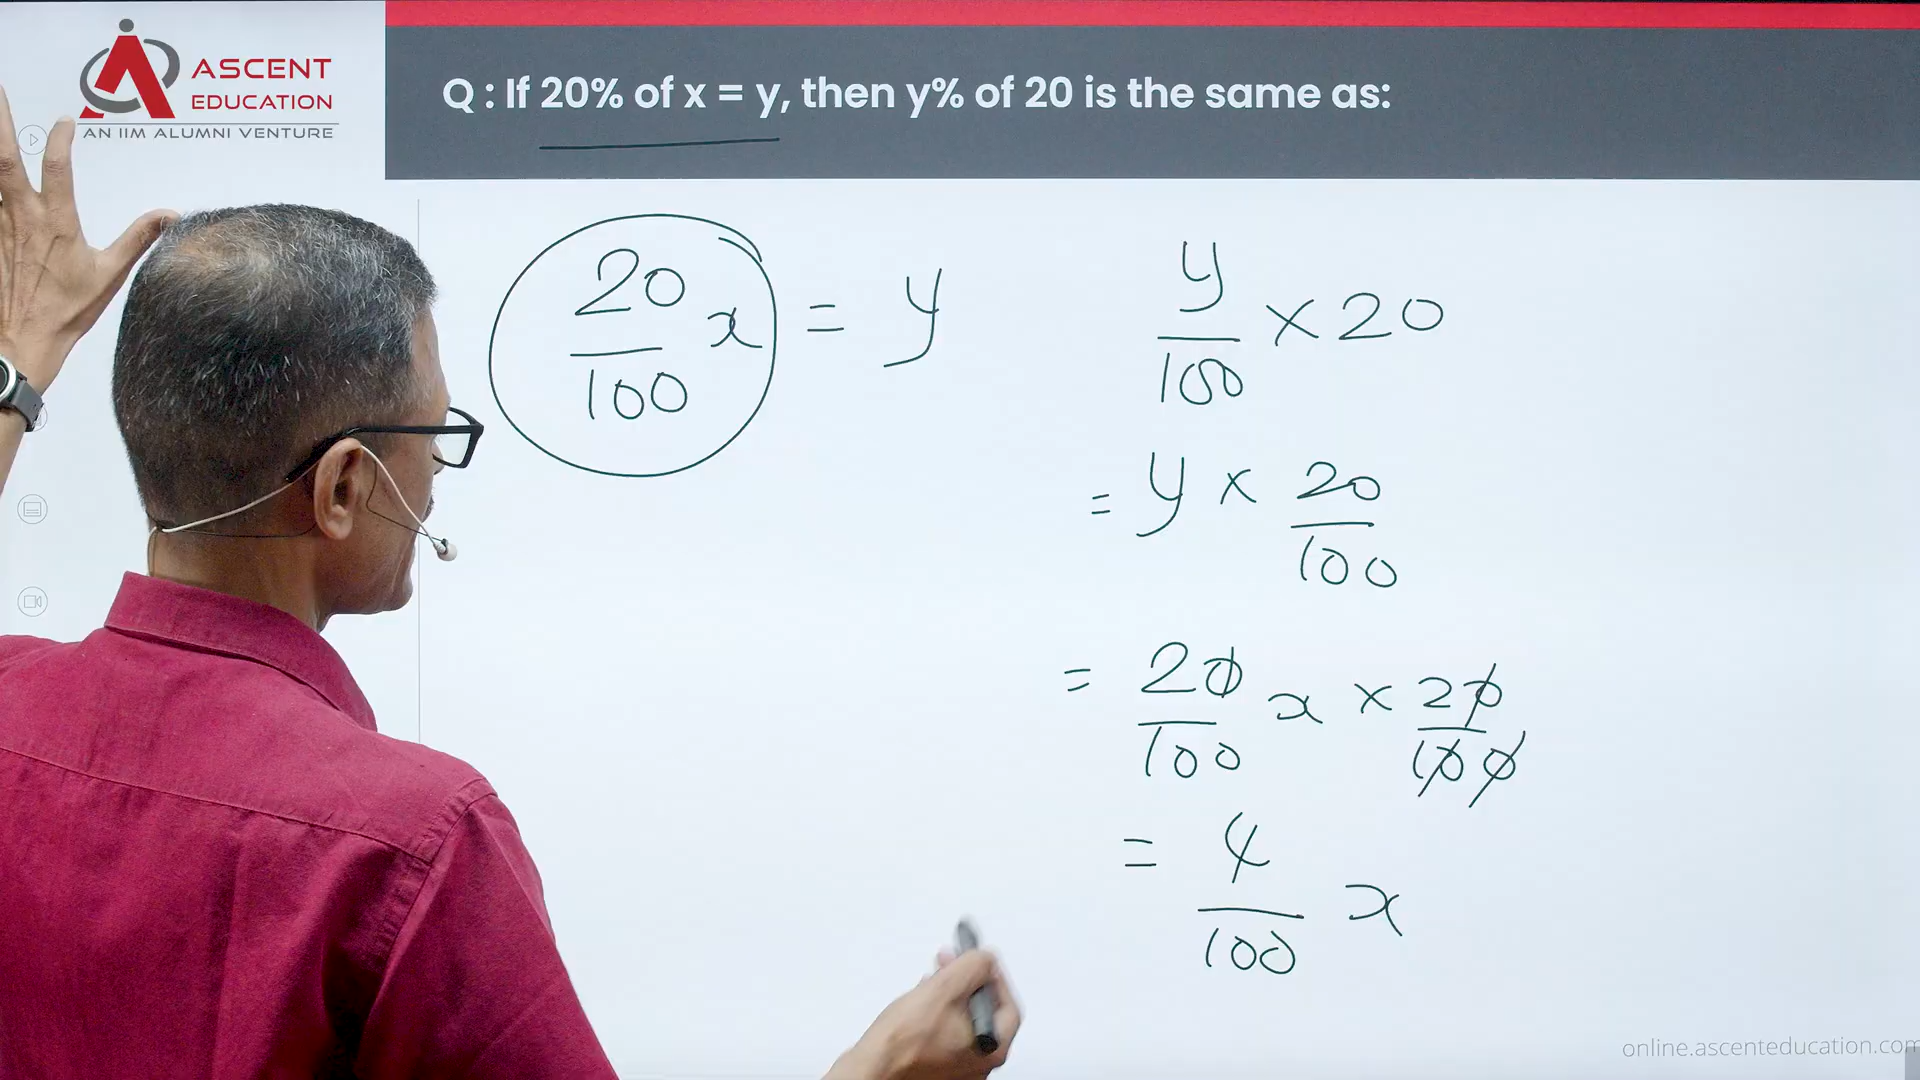 ASCENT
EDUCATION
AN IIM ALUMNI VENTURE
Q : If 20% of x = y, then y% of 20 is the same as:
20/100 x = y
y/100 × 20
= y × 20/100
= 20/100 x × 20/100
= 4/100 x
online.ascenteducation.com